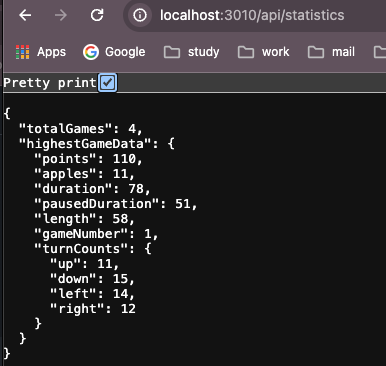 localhost:3010/api/statistics
Apps Google study work mail
Pretty print
{
  "totalGames": 4,
  "highestGameData": {
    "points": 110,
    "apples": 11,
    "duration": 78,
    "pausedDuration": 51,
    "length": 58,
    "gameNumber": 1,
    "turnCounts": {
      "up": 11,
      "down": 15,
      "left": 14,
      "right": 12
    }
  }
}